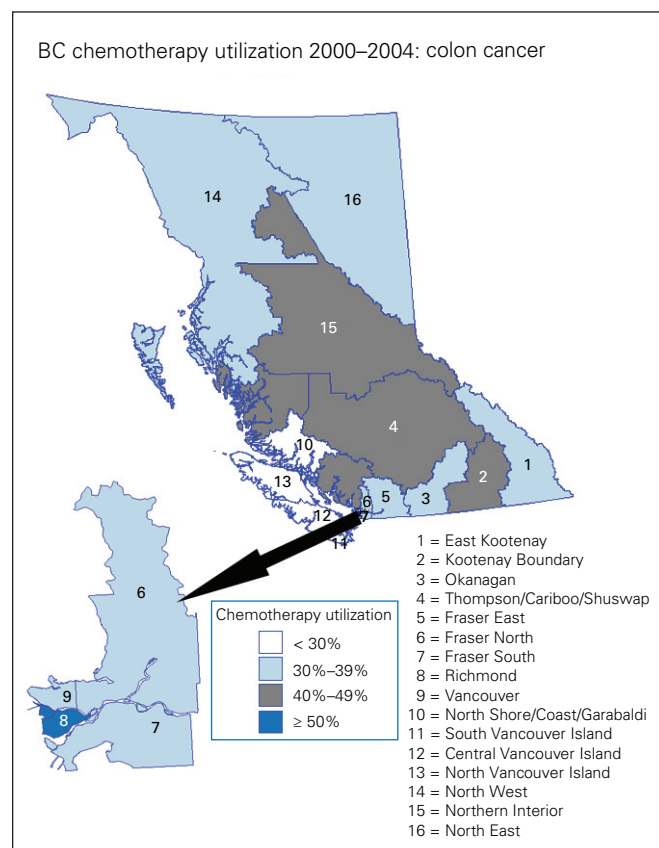 BC chemotherapy utilization 2000–2004: colon cancer
14
16
15
4
10
13
2
1
6
5
3
12
7
11
6
9
8
7
Chemotherapy utilization
< 30%
30%–39%
40%–49%
≥ 50%
1 = East Kootenay
2 = Kootenay Boundary
3 = Okanagan
4 = Thompson/Cariboo/Shuswap
5 = Fraser East
6 = Fraser North
7 = Fraser South
8 = Richmond
9 = Vancouver
10 = North Shore/Coast/Garabaldi
11 = South Vancouver Island
12 = Central Vancouver Island
13 = North Vancouver Island
14 = North West
15 = Northern Interior
16 = North East